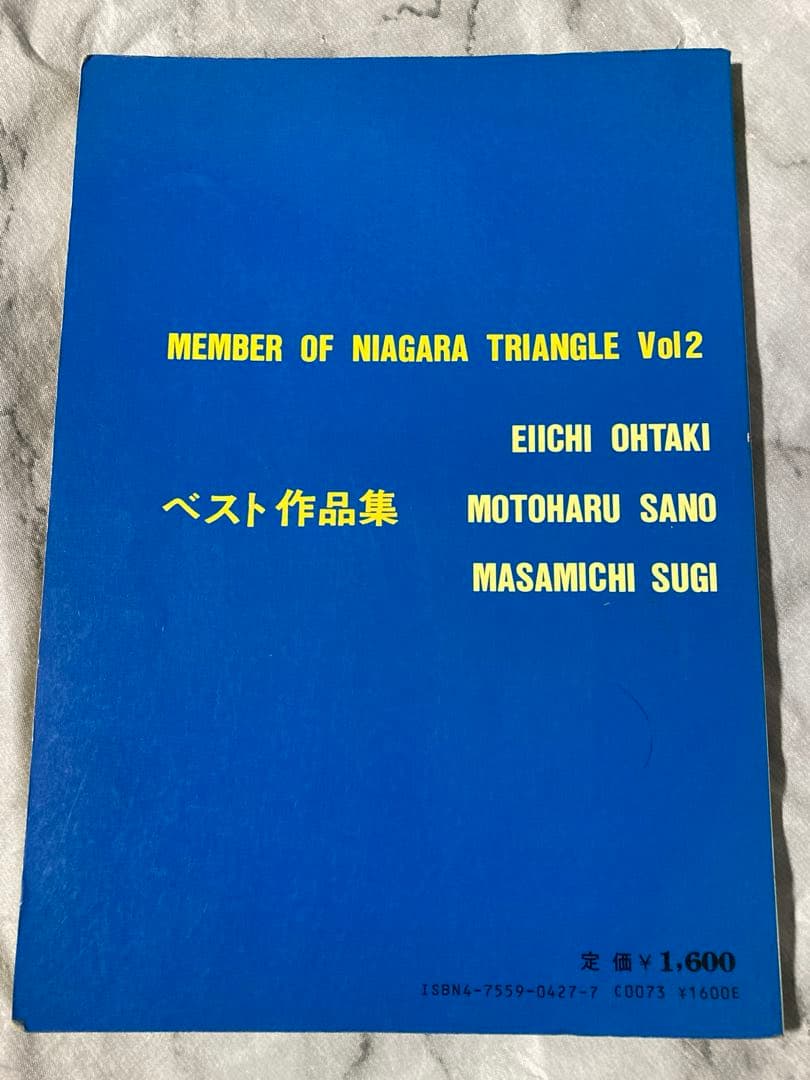 MEMBER OF NIAGARA TRIANGLE Vol2
EIICHI OHTAKI
ベスト作品集 MOTOHARU SANO
MASAMICHI SUGI
定 価 ¥ 1,600
ISBN4-7559-0427-7 C0073 ¥1600E